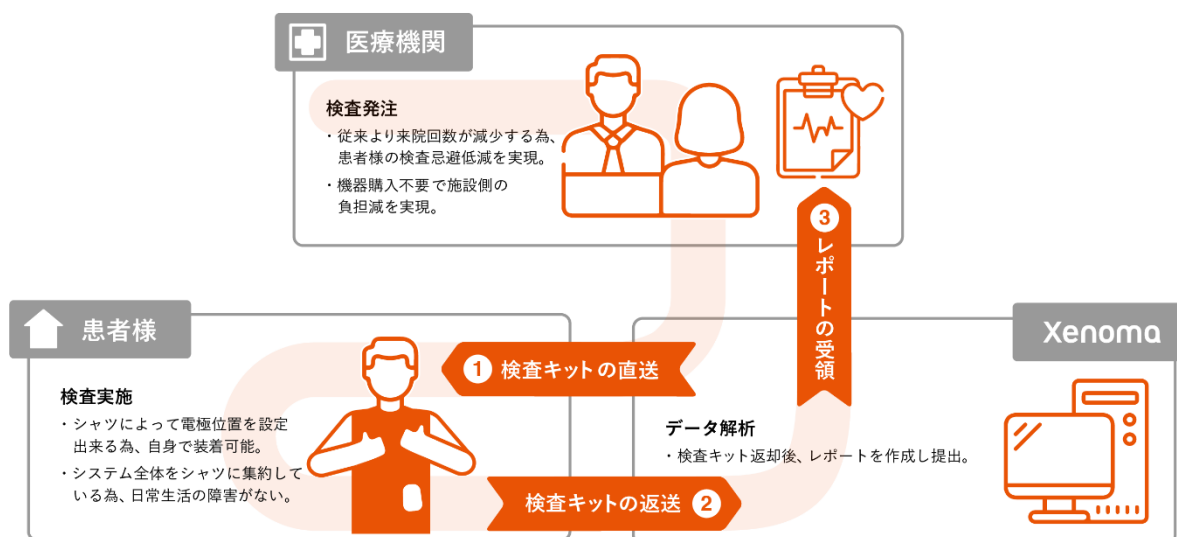 医療機関
検査発注
・従来より来院回数が減少する為、
患者様の検査忌避低減を実現。
・機器購入不要で施設側の
負担減を実現。
3 レポートの受領
患者様
検査実施
・シャツによって電極位置を設定
出来る為、自身で装着可能。
・システム全体をシャツに集約して
いる為、日常生活の障害がない。
1 検査キットの直送
検査キットの返送 2
Xenoma
データ解析
・検査キット返却後、レポートを作成し提出。